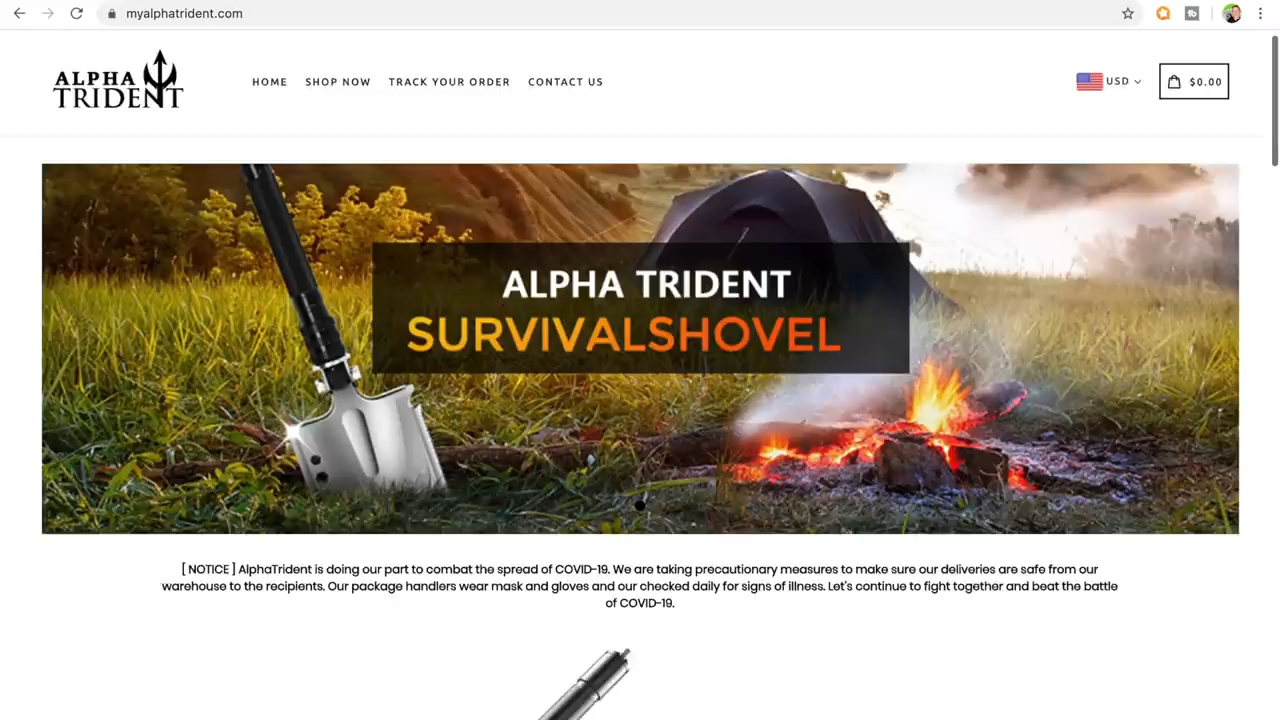 myalphatrident.com
ALPHA
TRIDENT
HOME SHOP NOW TRACK YOUR ORDER CONTACT US
USD
$0.00
ALPHA TRIDENT
SURVIVALSHOVEL
[ NOTICE ] AlphaTrident is doing our part to combat the spread of COVID-19. We are taking precautionary measures to make sure our deliveries are safe from our
warehouse to the recipients. Our package handlers wear mask and gloves and our checked daily for signs of illness. Let's continue to fight together and beat the battle
of COVID-19.